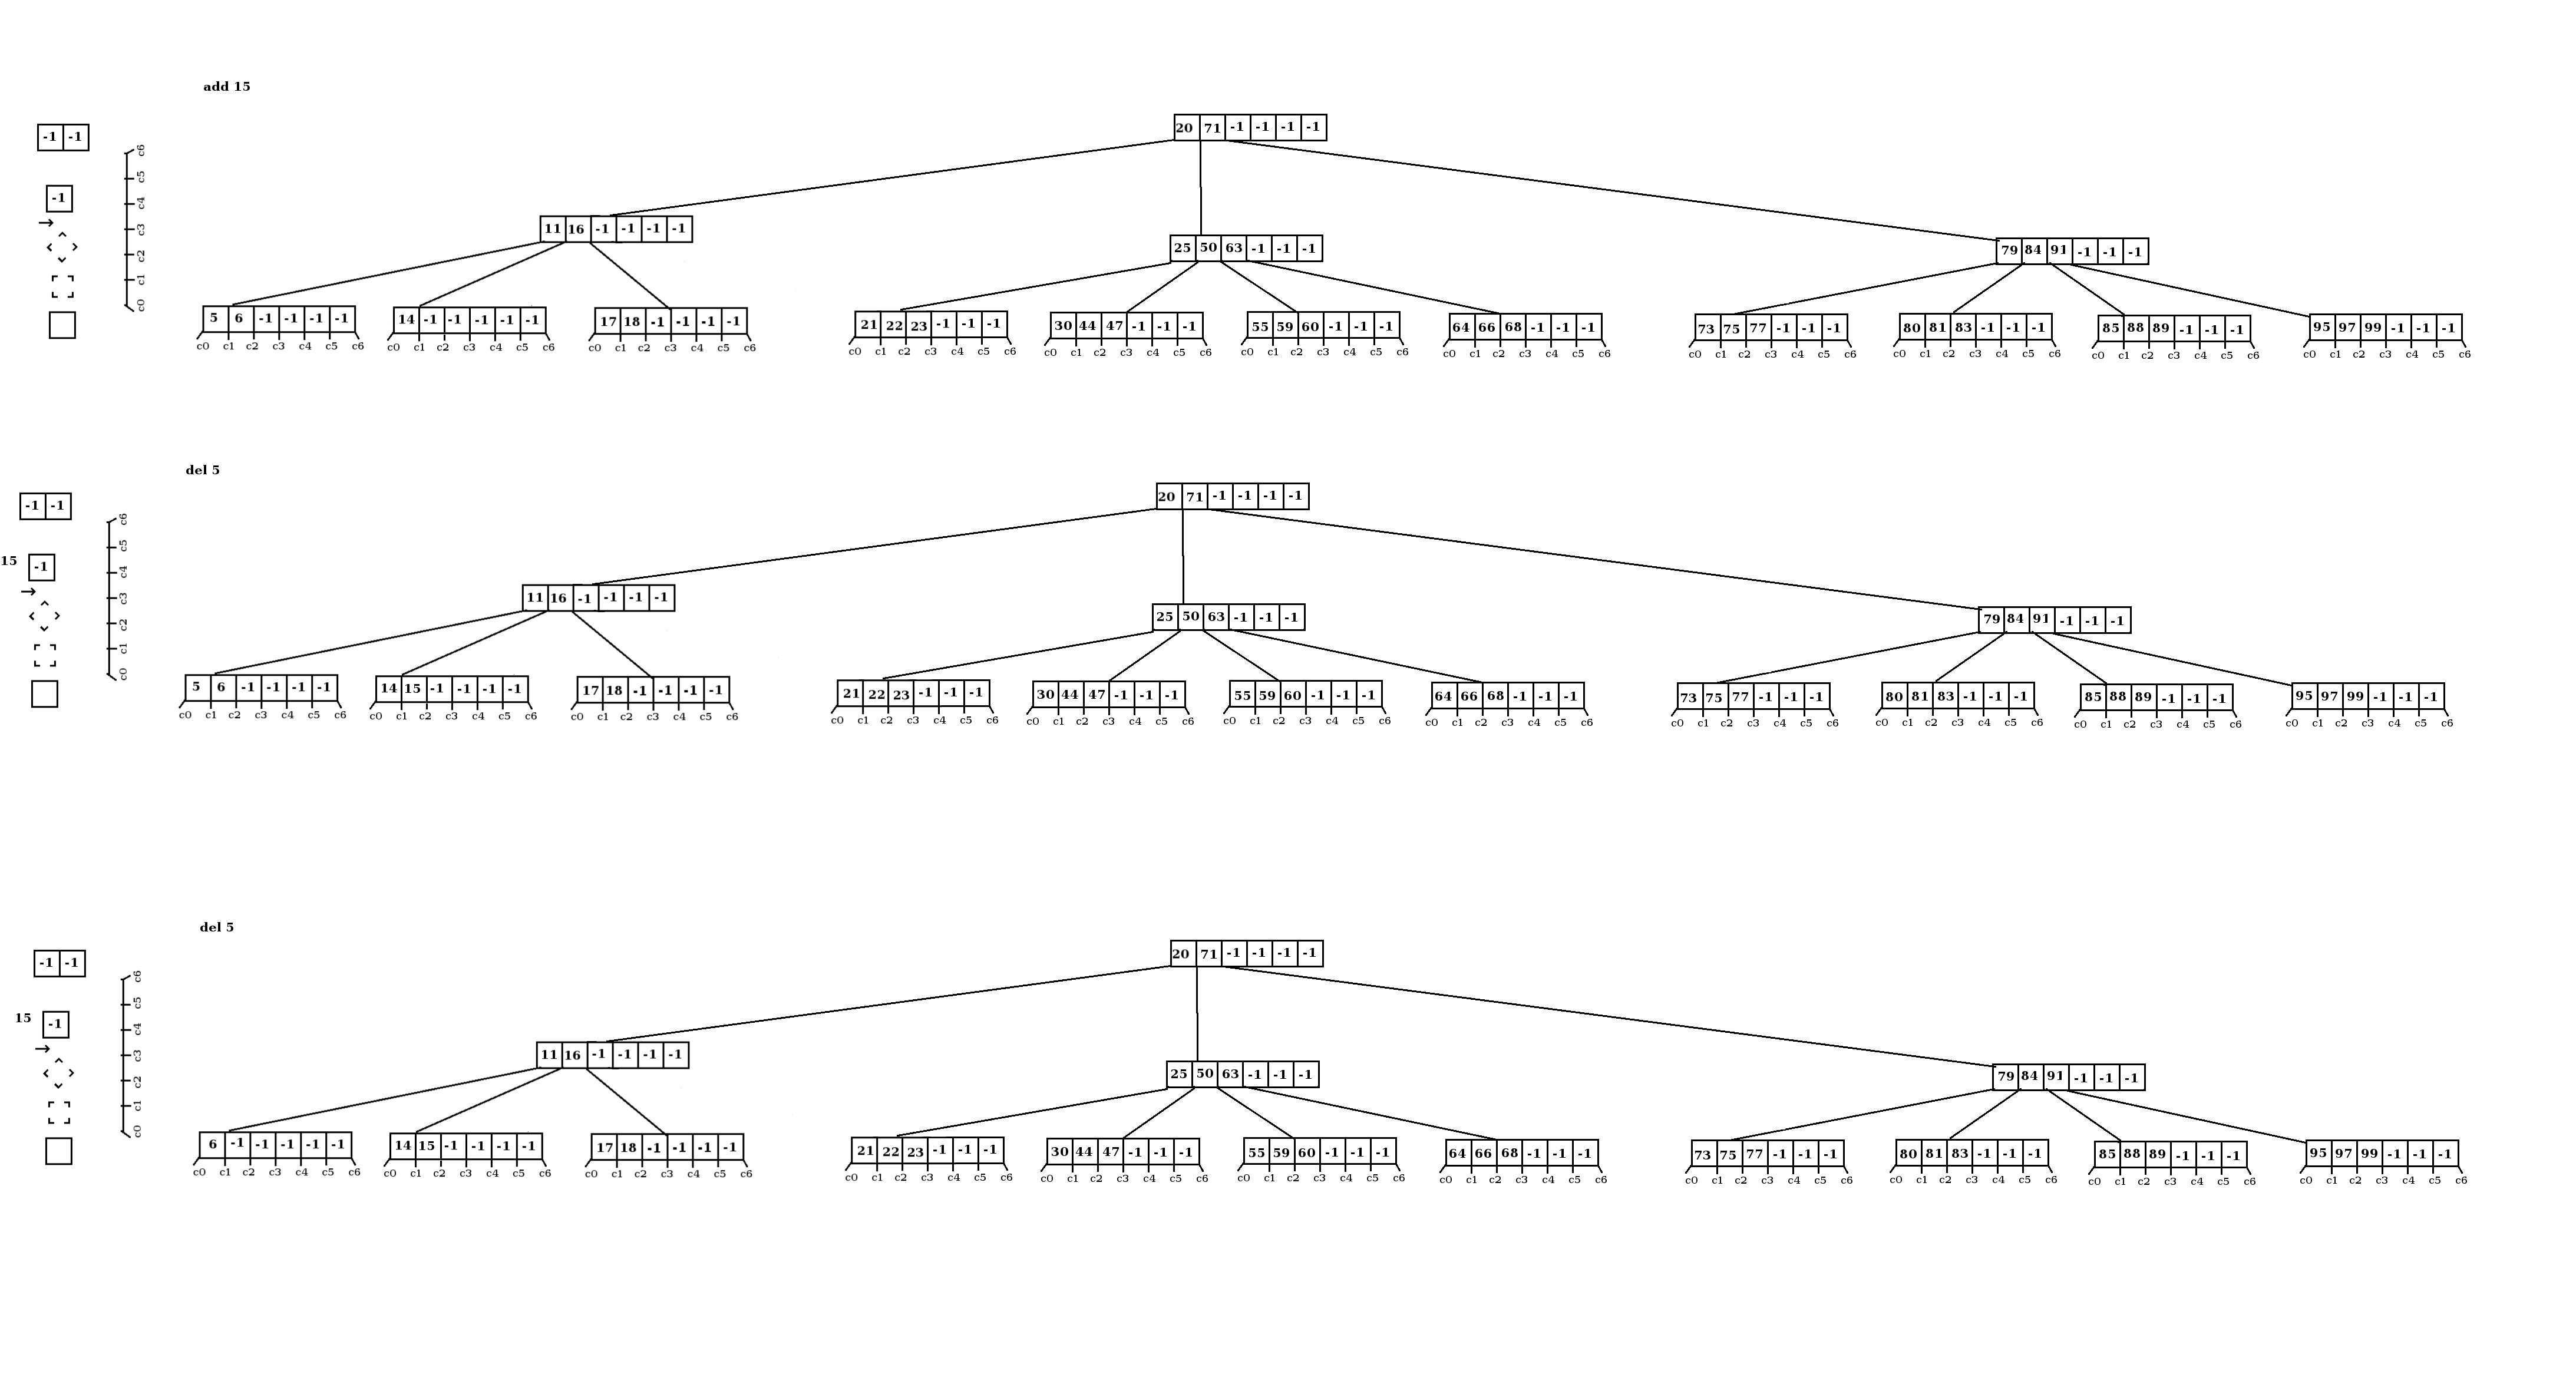 add 15
20 71 -1 -1 -1 -1
-1 -1
c6
c5
-1
c4
c3
11 16 -1 -1 -1 -1
25 50 63 -1 -1 -1
79 84 91 -1 -1 -1
c2
c1
c0
5 6 -1 -1 -1 -1
14 -1 -1 -1 -1 -1
17 18 -1 -1 -1 -1
21 22 23 -1 -1 -1
30 44 47 -1 -1 -1
55 59 60 -1 -1 -1
64 66 68 -1 -1 -1
73 75 77 -1 -1 -1
80 81 83 -1 -1 -1
85 88 89 -1 -1 -1
95 97 99 -1 -1 -1
c0 c1 c2 c3 c4 c5 c6
c0 c1 c2 c3 c4 c5 c6
c0 c1 c2 c3 c4 c5 c6
c0 c1 c2 c3 c4 c5 c6
c0 c1 c2 c3 c4 c5 c6
c0 c1 c2 c3 c4 c5 c6
c0 c1 c2 c3 c4 c5 c6
c0 c1 c2 c3 c4 c5 c6
c0 c1 c2 c3 c4 c5 c6
c0 c1 c2 c3 c4 c5 c6
c0 c1 c2 c3 c4 c5 c6
del 5
20 71 -1 -1 -1 -1
-1 -1
c6
c5
15 -1
c4
c3
11 16 -1 -1 -1 -1
25 50 63 -1 -1 -1
79 84 91 -1 -1 -1
c2
c1
c0
5 6 -1 -1 -1 -1
14 15 -1 -1 -1 -1
17 18 -1 -1 -1 -1
21 22 23 -1 -1 -1
30 44 47 -1 -1 -1
55 59 60 -1 -1 -1
64 66 68 -1 -1 -1
73 75 77 -1 -1 -1
80 81 83 -1 -1 -1
85 88 89 -1 -1 -1
95 97 99 -1 -1 -1
c0 c1 c2 c3 c4 c5 c6
c0 c1 c2 c3 c4 c5 c6
c0 c1 c2 c3 c4 c5 c6
c0 c1 c2 c3 c4 c5 c6
c0 c1 c2 c3 c4 c5 c6
c0 c1 c2 c3 c4 c5 c6
c0 c1 c2 c3 c4 c5 c6
c0 c1 c2 c3 c4 c5 c6
c0 c1 c2 c3 c4 c5 c6
c0 c1 c2 c3 c4 c5 c6
c0 c1 c2 c3 c4 c5 c6
del 5
20 71 -1 -1 -1 -1
-1 -1
c6
c5
15 -1
c4
c3
11 16 -1 -1 -1 -1
25 50 63 -1 -1 -1
79 84 91 -1 -1 -1
c2
c1
c0
6 -1 -1 -1 -1 -1
14 15 -1 -1 -1 -1
17 18 -1 -1 -1 -1
21 22 23 -1 -1 -1
30 44 47 -1 -1 -1
55 59 60 -1 -1 -1
64 66 68 -1 -1 -1
73 75 77 -1 -1 -1
80 81 83 -1 -1 -1
85 88 89 -1 -1 -1
95 97 99 -1 -1 -1
c0 c1 c2 c3 c4 c5 c6
c0 c1 c2 c3 c4 c5 c6
c0 c1 c2 c3 c4 c5 c6
c0 c1 c2 c3 c4 c5 c6
c0 c1 c2 c3 c4 c5 c6
c0 c1 c2 c3 c4 c5 c6
c0 c1 c2 c3 c4 c5 c6
c0 c1 c2 c3 c4 c5 c6
c0 c1 c2 c3 c4 c5 c6
c0 c1 c2 c3 c4 c5 c6
c0 c1 c2 c3 c4 c5 c6